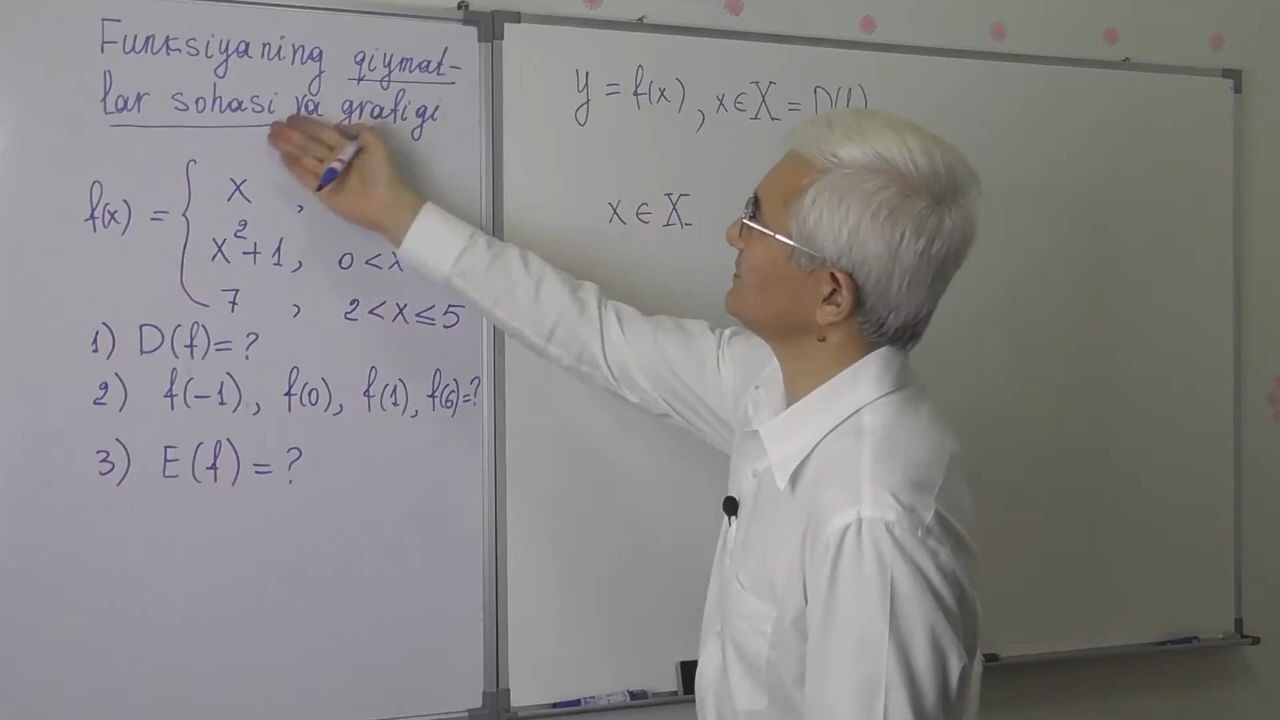 Funksiyaning qiymat-
lar sohasi va grafigi
f(x) = { x ,
x²+1, 0 < x
7 , 2 < x ≤ 5
1) D(f)= ?
2) f(-1), f(0), f(1), f(6)=?
3) E(f) = ?
y = f(x), x ∈ X = D(f)
x ∈ X